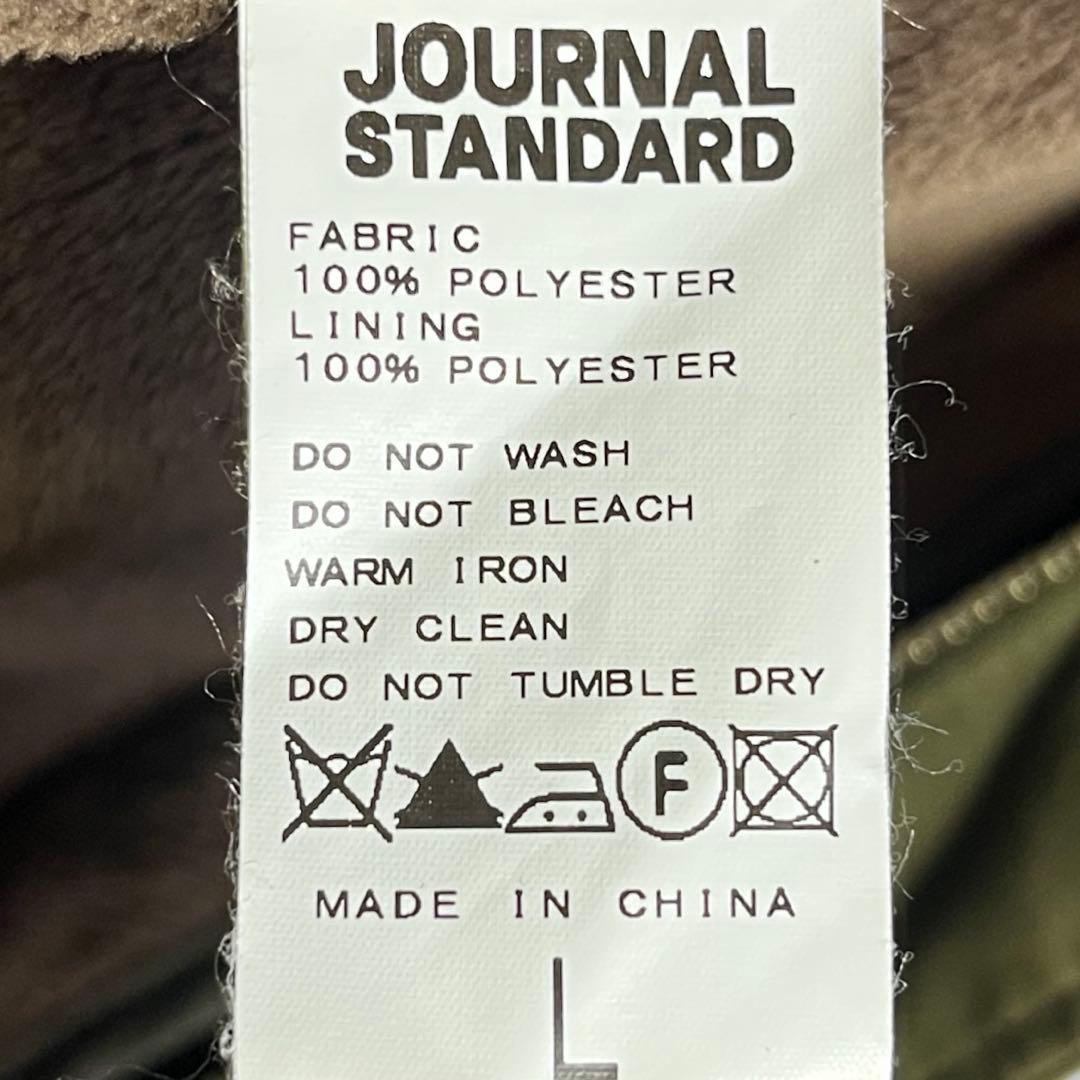 JOURNAL
STANDARD
FABRIC
100% POLYESTER
LINING
100% POLYESTER
DO NOT WASH
DO NOT BLEACH
WARM IRON
DRY CLEAN
DO NOT TUMBLE DRY
F
MADE IN CHINA
L